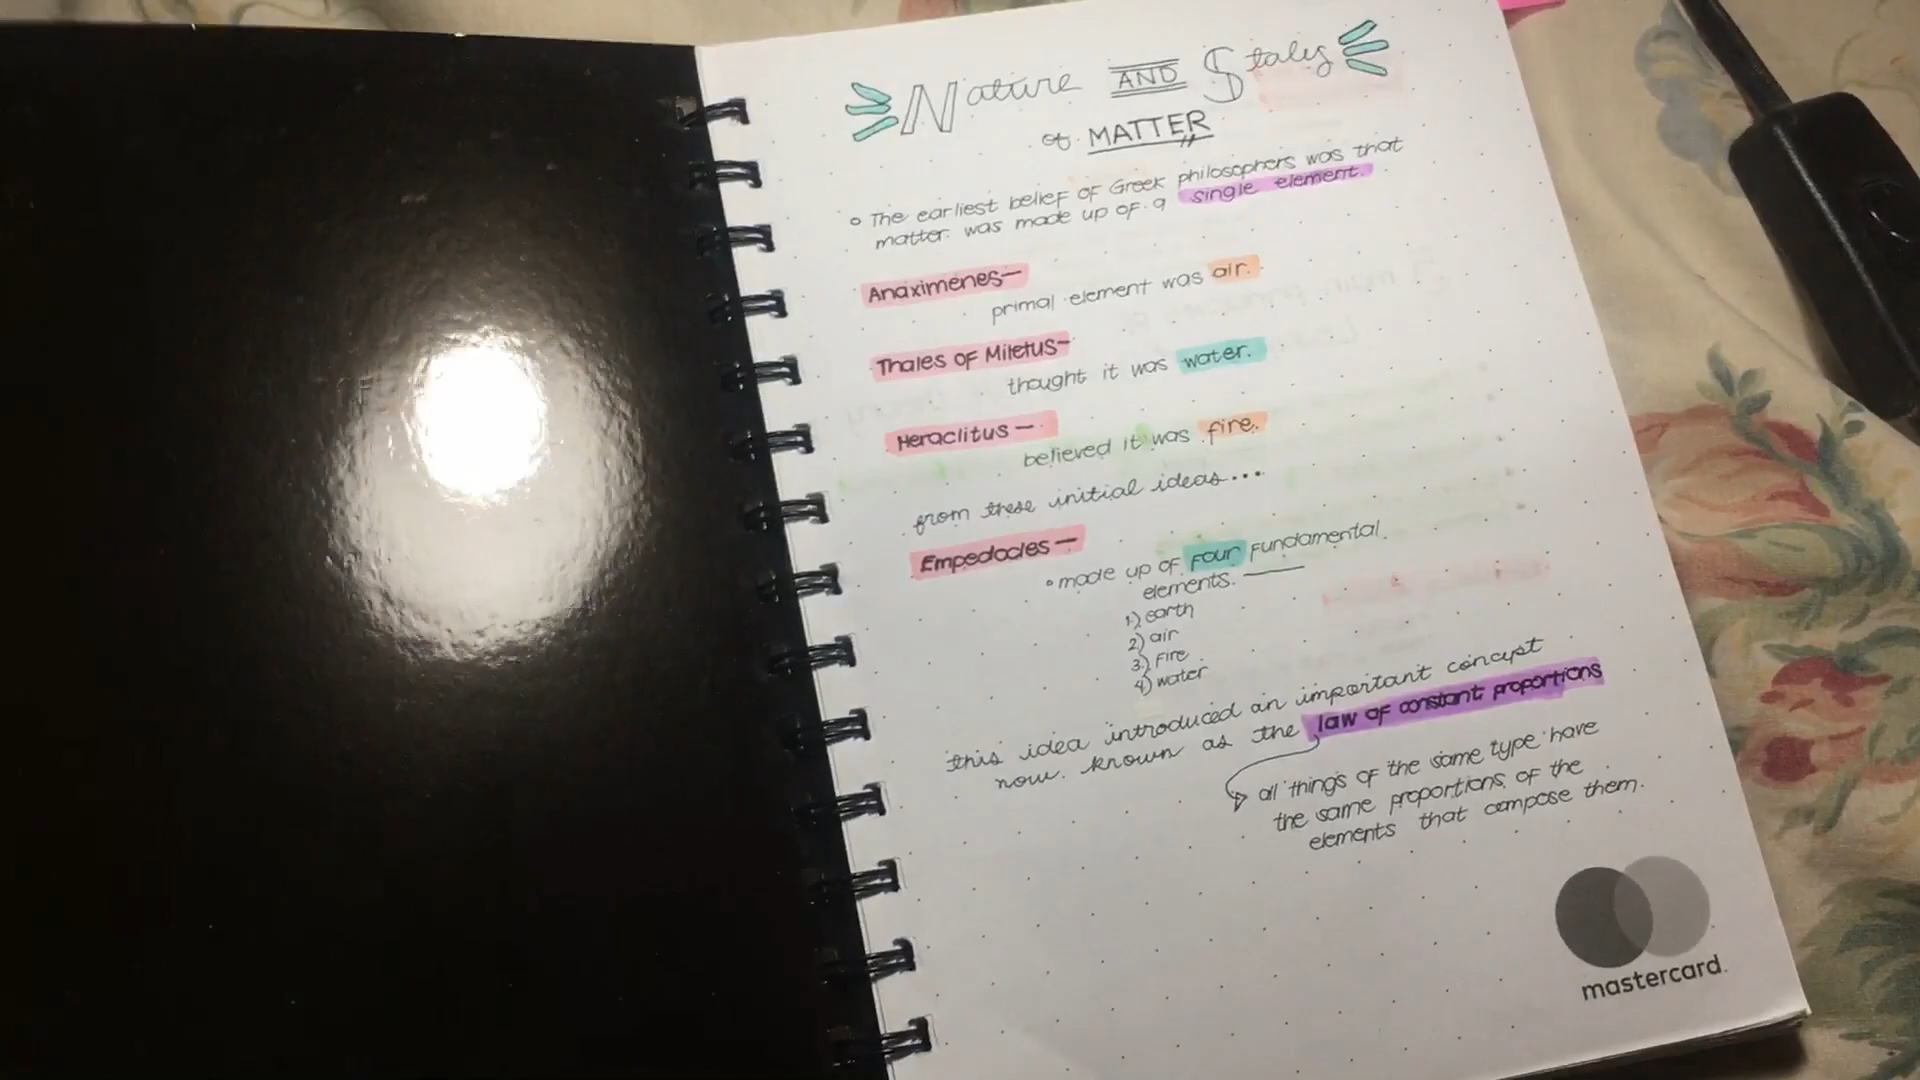 Nature AND Study
of MATTER
The earliest belief of Greek philosophers was that
matter was made up of a single element.
Anaximenes—
primal element was air.
Thales of Miletus—
thought it was water.
Heraclitus—
believed it was fire.
from these initial ideas...
Empedocles—
made up of four fundamental
elements.
1.) earth
2) air
3.) Fire
4) water
this idea introduced an important concept
now known as the law of constant proportions
all things of the same type have
the same proportions of the
elements that compose them.
mastercard.